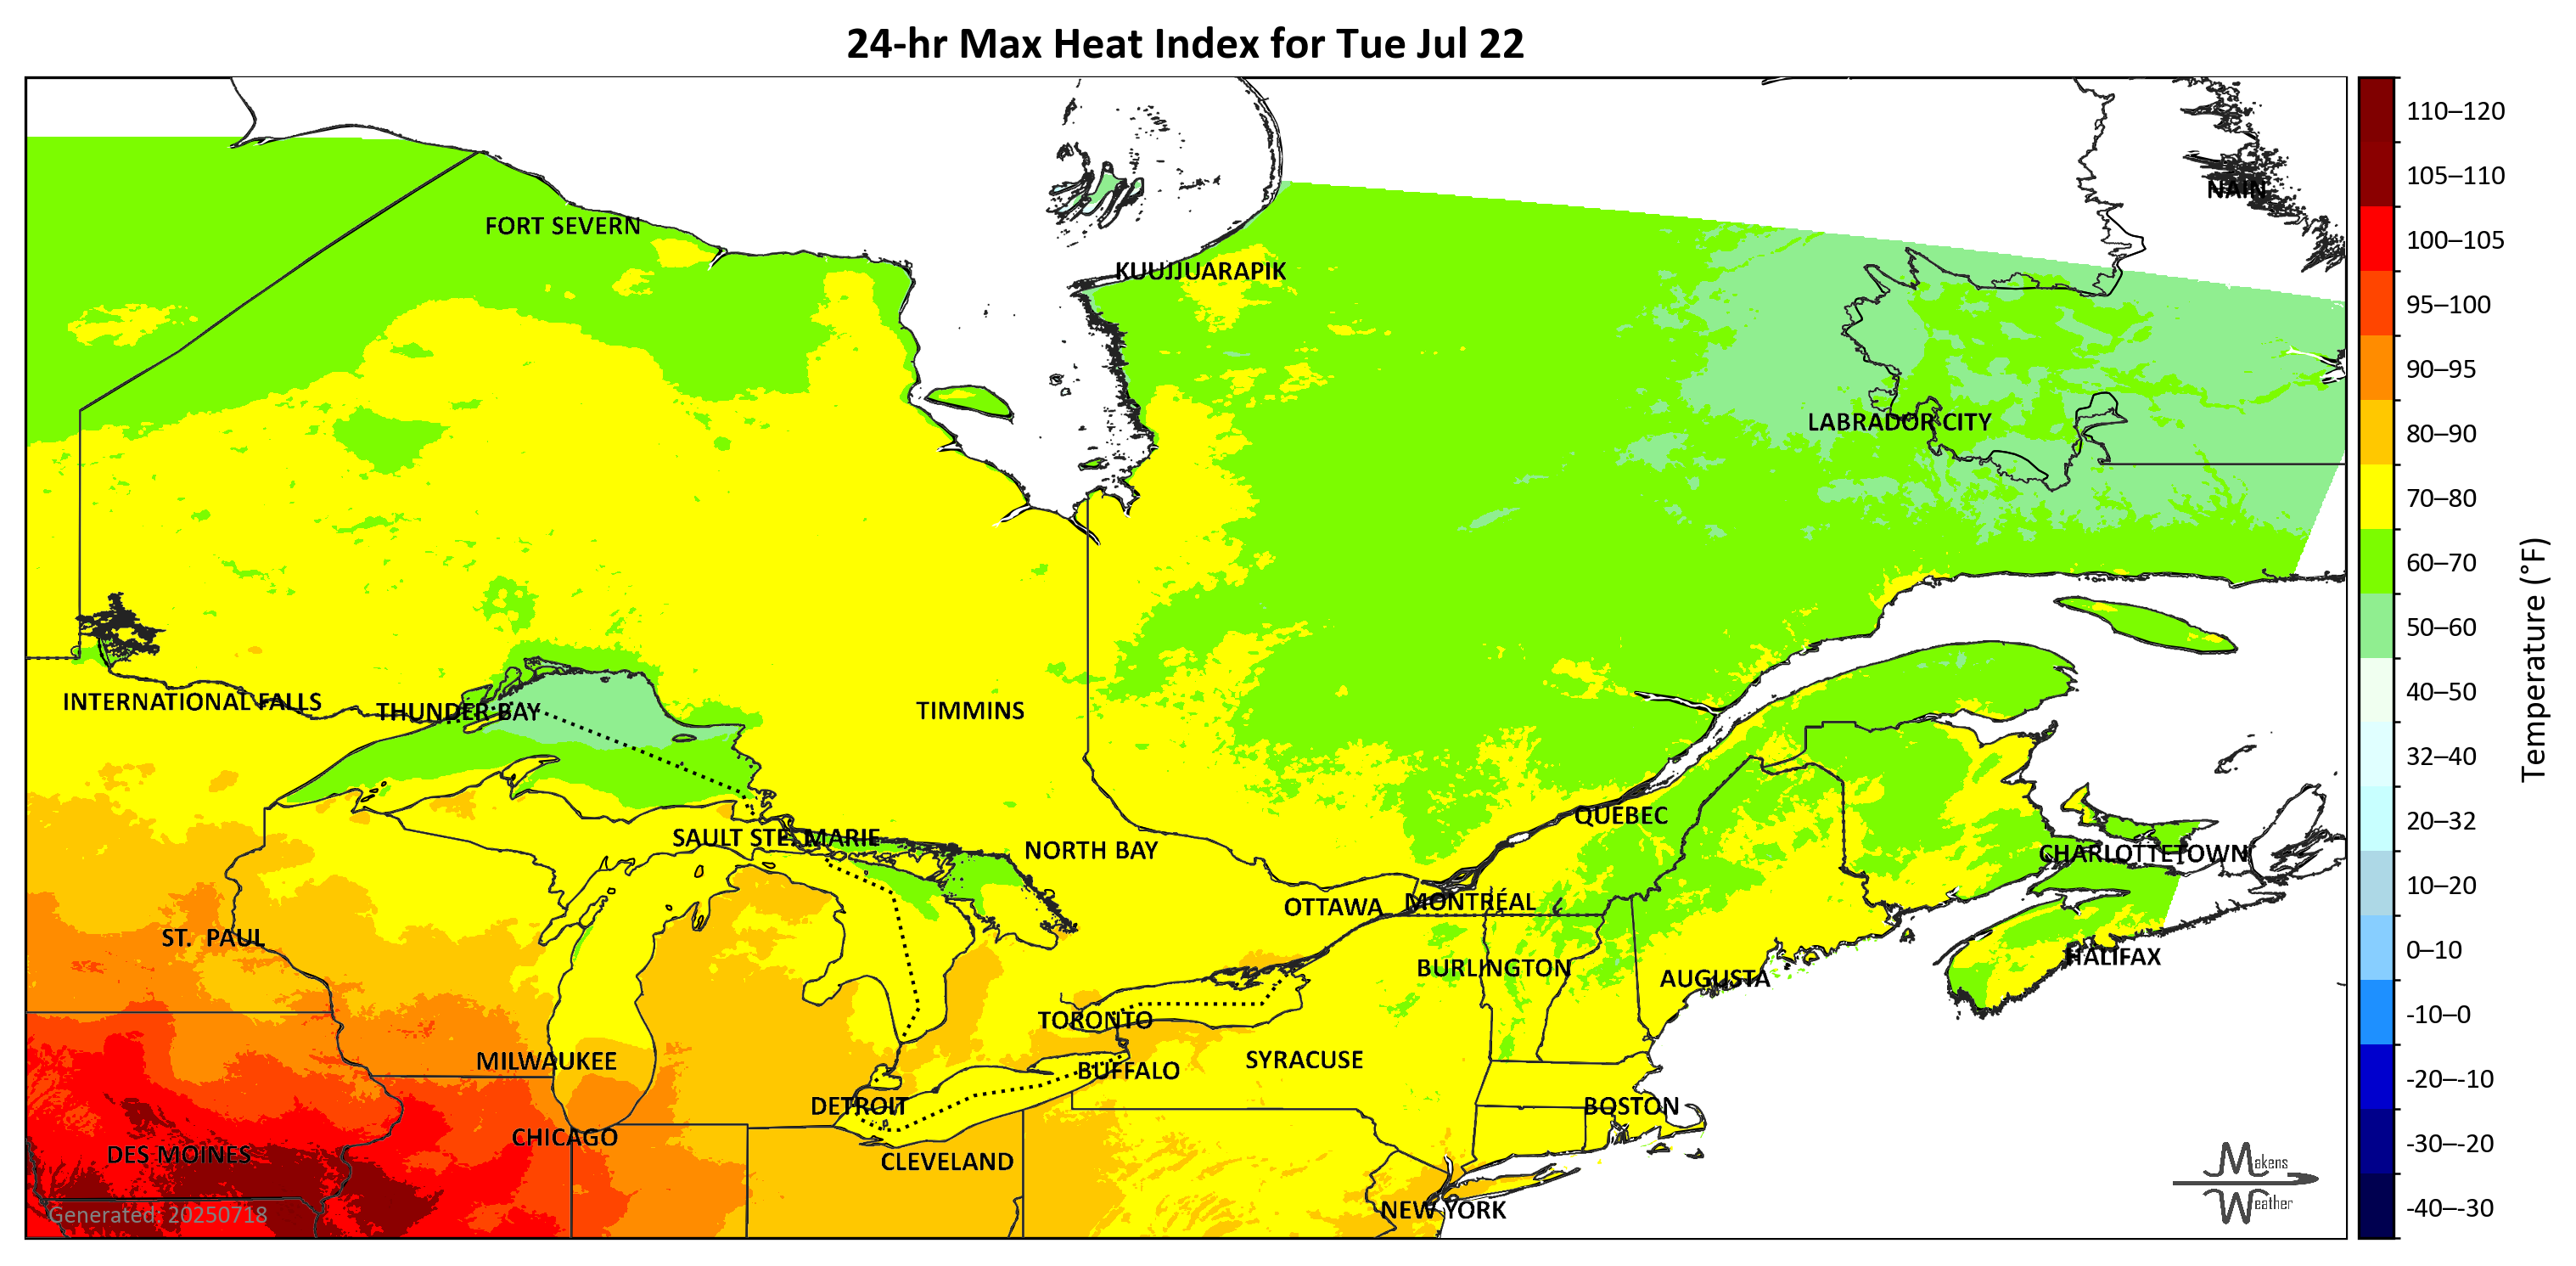 24-hr Max Heat Index for Tue Jul 22
110–120
105–110
NAIN
FORT SEVERN
100–105
KUUJJUARAPIK
95–100
90–95
LABRADOR CITY
80–90
70–80
60–70
50–60
Temperature (°F)
40–50
INTERNATIONAL FALLS
THUNDER BAY
TIMMINS
32–40
QUEBEC
20–32
SAULT STE. MARIE
NORTH BAY
CHARLOTTETOWN
10–20
OTTAWA
MONTRÉAL
ST. PAUL
0–10
HALIFAX
BURLINGTON
AUGUSTA
-10–0
TORONTO
MILWAUKEE
SYRACUSE
BUFFALO
-20–-10
DETROIT
BOSTON
CHICAGO
-30–-20
DES MOINES
CLEVELAND
Makens
Weather
NEW YORK
-40–-30
Generated: 20250718